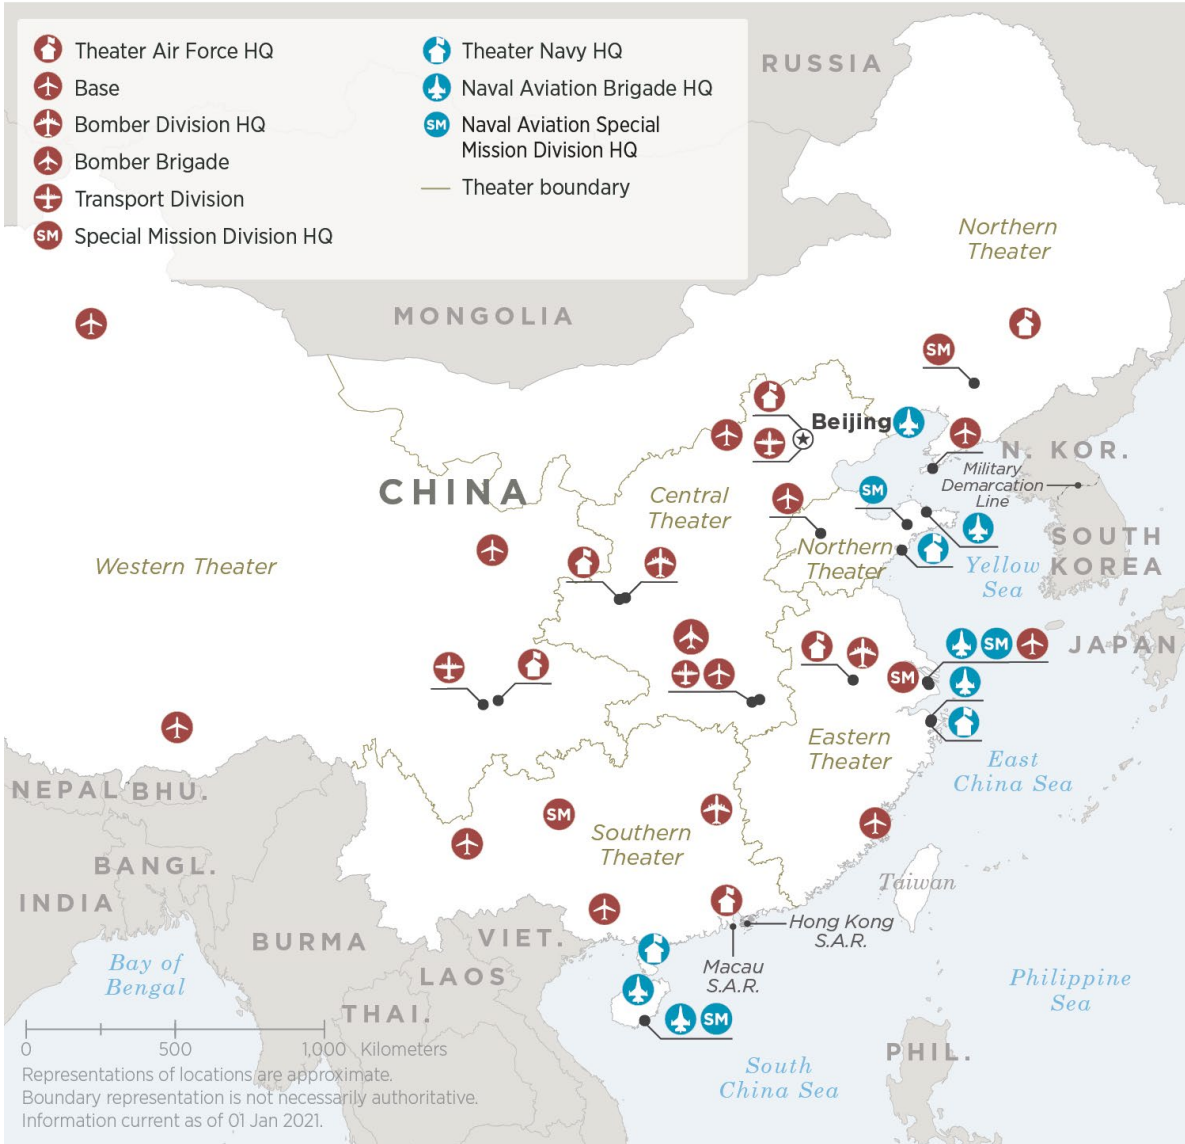 Theater Air Force HQ
Base
Bomber Division HQ
Bomber Brigade
Transport Division
SM
Special Mission Division HQ
Theater Navy HQ
Naval Aviation Brigade HQ
SM
Naval Aviation Special
Mission Division HQ
Theater boundary
RUSSIA
Northern
Theater
MONGOLIA
SM
Beijing
N. KOR.
Military
Demarcation
Line
CHINA
Central
Theater
SM
SOUTH
KOREA
Northern
Theater
Yellow
Sea
Western Theater
SM
JAPAN
SM
Eastern
Theater
East
China Sea
NEPAL
BHU.
SM
Southern
Theater
BANGL.
INDIA
Taiwan
BURMA
VIET.
Hong Kong
S.A.R.
LAOS
Macau
S.A.R.
Bay of
Bengal
Philippine
Sea
THAI.
SM
PHIL.
South
China Sea
0 500 1,000 Kilometers
Representations of locations are approximate.
Boundary representation is not necessarily authoritative.
Information current as of 01 Jan 2021.